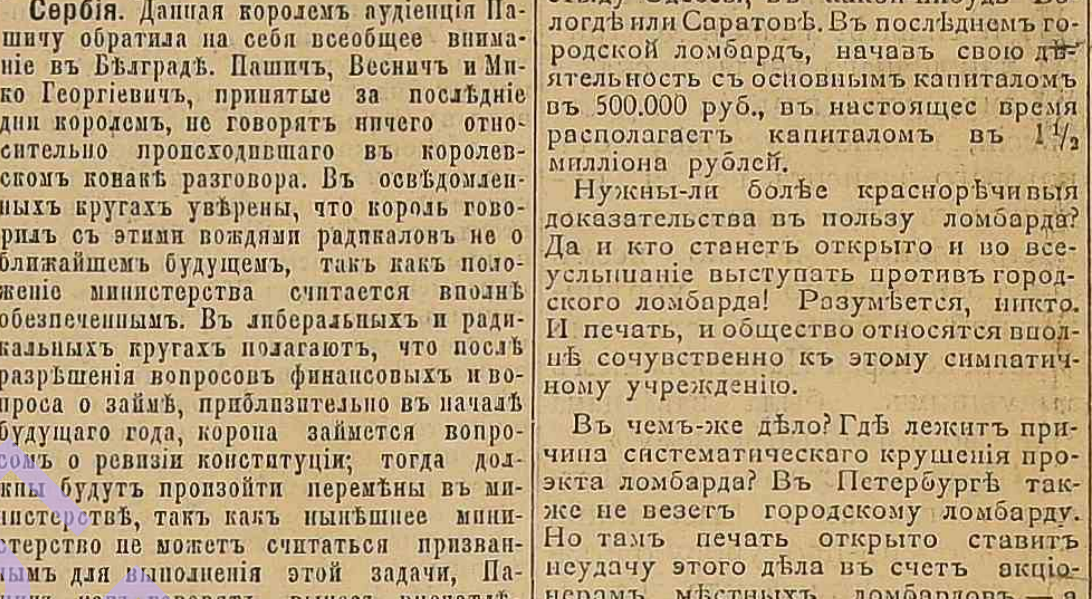 Сербія. Данная королемъ аудіенція Па-
шичу обратила на себя всеобщее внима-
ніе въ Бѣлградѣ. Пашичъ, Весничъ и Ми-
ко Георгіевичъ, принятые за послѣдніе
дни королемъ, не говорятъ ничего отно-
сительно происходившаго въ королев-
скомъ конакѣ разговора. Въ освѣдомлен-
ныхъ кругахъ увѣрены, что король гово-
рилъ съ этими вождями радикаловъ не о
ближайшемъ будущемъ, такъ какъ поло-
женіе министерства считается вполнѣ
обезпеченнымъ. Въ либеральныхъ и ради-
кальныхъ кругахъ полагаютъ, что послѣ
разрѣшенія вопросовъ финансовыхъ и во-
проса о займѣ, приблизительно въ началѣ
будущаго года, корона займется вопро-
сомъ о ревизіи конституціи; тогда дол-
жны будутъ произойти перемѣны въ ми-
нистерствѣ, такъ какъ нынѣшнее мини-
стерство не можетъ считаться призван-
нымъ для выполненія этой задачи, Па-
логдѣ или Саратовѣ. Въ послѣднемъ го-
родской ломбардъ, начавъ свою дѣ-
ятельность съ основнымъ капиталомъ
въ 500.000 руб., въ настоящее время
располагаетъ капиталомъ въ 1 1/2
милліона рублей.
Нужны-ли болѣе краснорѣчивыя
доказательства въ пользу ломбарда?
Да и кто станетъ открыто и во все-
услышаніе выступать противъ город-
ского ломбарда! Разумѣется, никто.
И печать, и общество относятся впол-
нѣ сочувственно къ этому симпатич-
ному учрежденію.
Въ чемъ-же дѣло? Гдѣ лежитъ при-
чина систематическаго крушенія про-
экта ломбарда? Въ Петербургѣ так-
же не везетъ городскому ломбарду.
Но тамъ печать открыто ставитъ
неудачу этого дѣла въ счетъ акціо-
нерамъ мѣстныхъ ломбардовъ — а